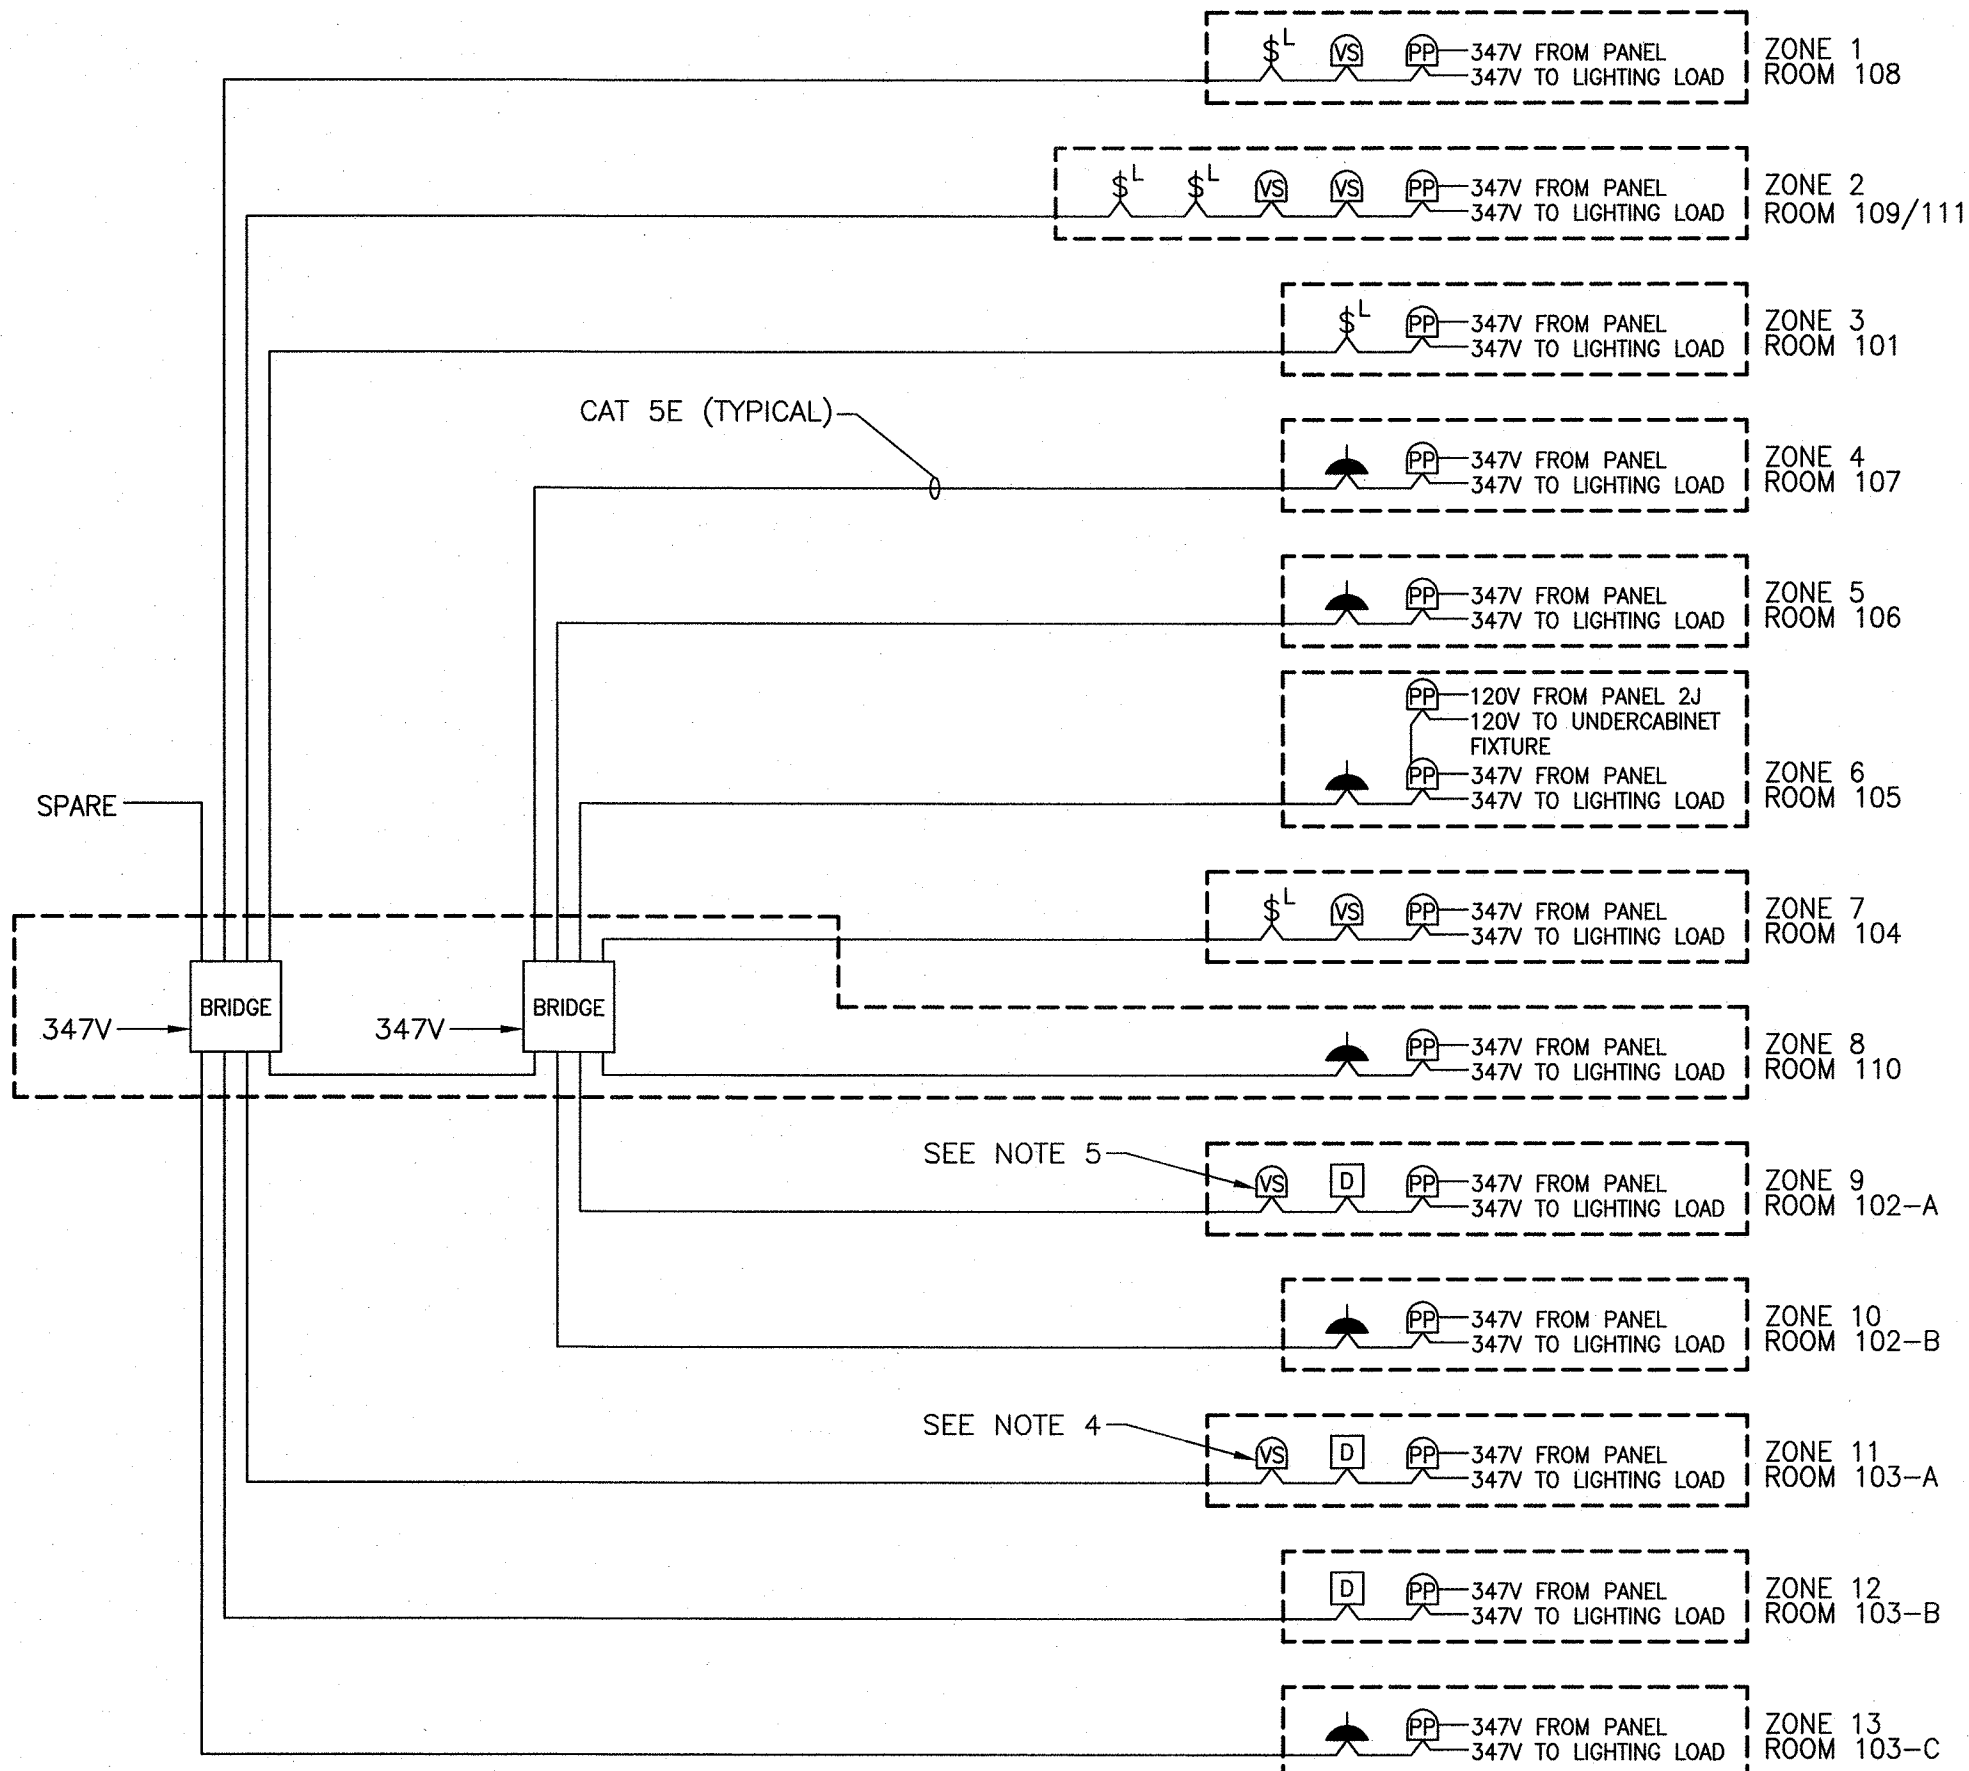 $L VS PP 347V FROM PANEL
347V TO LIGHTING LOAD
ZONE 1
ROOM 108
$L $L VS VS PP 347V FROM PANEL
347V TO LIGHTING LOAD
ZONE 2
ROOM 109/111
$L PP 347V FROM PANEL
347V TO LIGHTING LOAD
ZONE 3
ROOM 101
CAT 5E (TYPICAL)
PP 347V FROM PANEL
347V TO LIGHTING LOAD
ZONE 4
ROOM 107
PP 347V FROM PANEL
347V TO LIGHTING LOAD
ZONE 5
ROOM 106
PP 120V FROM PANEL 2J
120V TO UNDERCABINET
FIXTURE
PP 347V FROM PANEL
347V TO LIGHTING LOAD
ZONE 6
ROOM 105
SPARE
$L VS PP 347V FROM PANEL
347V TO LIGHTING LOAD
ZONE 7
ROOM 104
BRIDGE
347V
BRIDGE
347V
PP 347V FROM PANEL
347V TO LIGHTING LOAD
ZONE 8
ROOM 110
SEE NOTE 5
VS D PP 347V FROM PANEL
347V TO LIGHTING LOAD
ZONE 9
ROOM 102-A
PP 347V FROM PANEL
347V TO LIGHTING LOAD
ZONE 10
ROOM 102-B
SEE NOTE 4
VS D PP 347V FROM PANEL
347V TO LIGHTING LOAD
ZONE 11
ROOM 103-A
D PP 347V FROM PANEL
347V TO LIGHTING LOAD
ZONE 12
ROOM 103-B
PP 347V FROM PANEL
347V TO LIGHTING LOAD
ZONE 13
ROOM 103-C